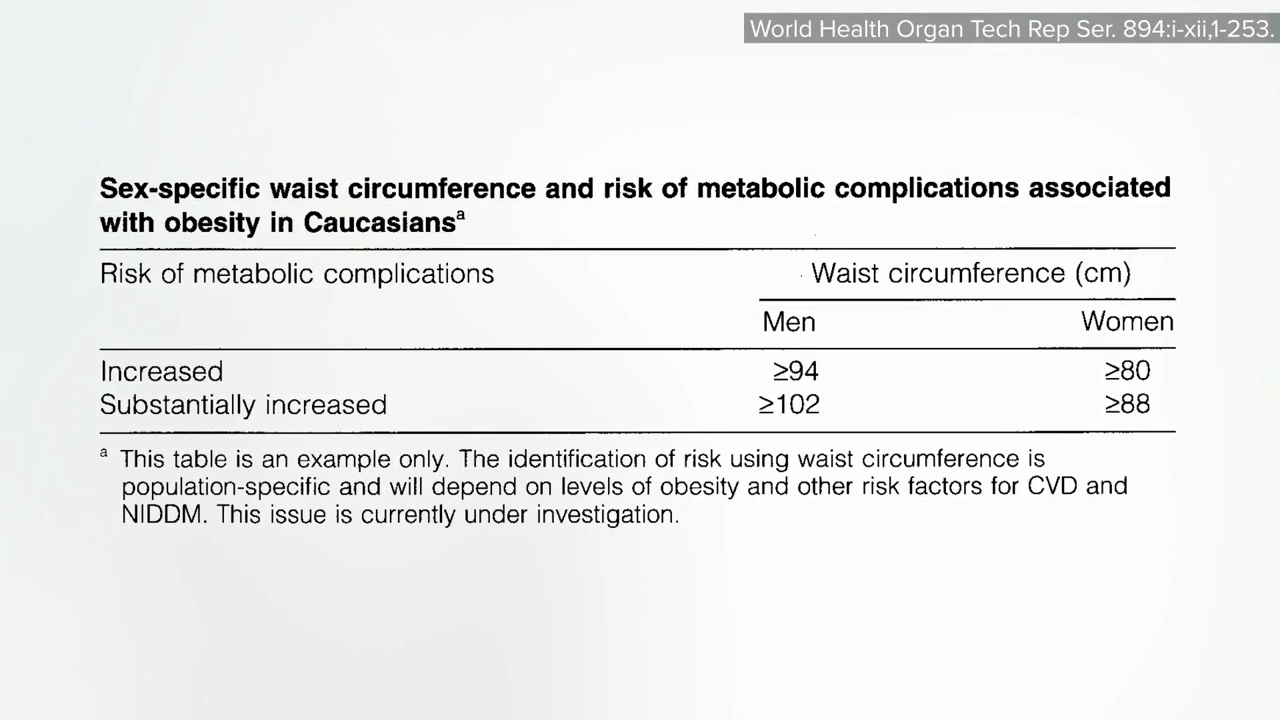 World Health Organ Tech Rep Ser. 894:i-xii,1-253.
Sex-specific waist circumference and risk of metabolic complications associated
with obesity in Caucasiansᵃ
Risk of metabolic complications Waist circumference (cm)
Men Women
Increased ≥94 ≥80
Substantially increased ≥102 ≥88
ᵃ This table is an example only. The identification of risk using waist circumference is
population-specific and will depend on levels of obesity and other risk factors for CVD and
NIDDM. This issue is currently under investigation.